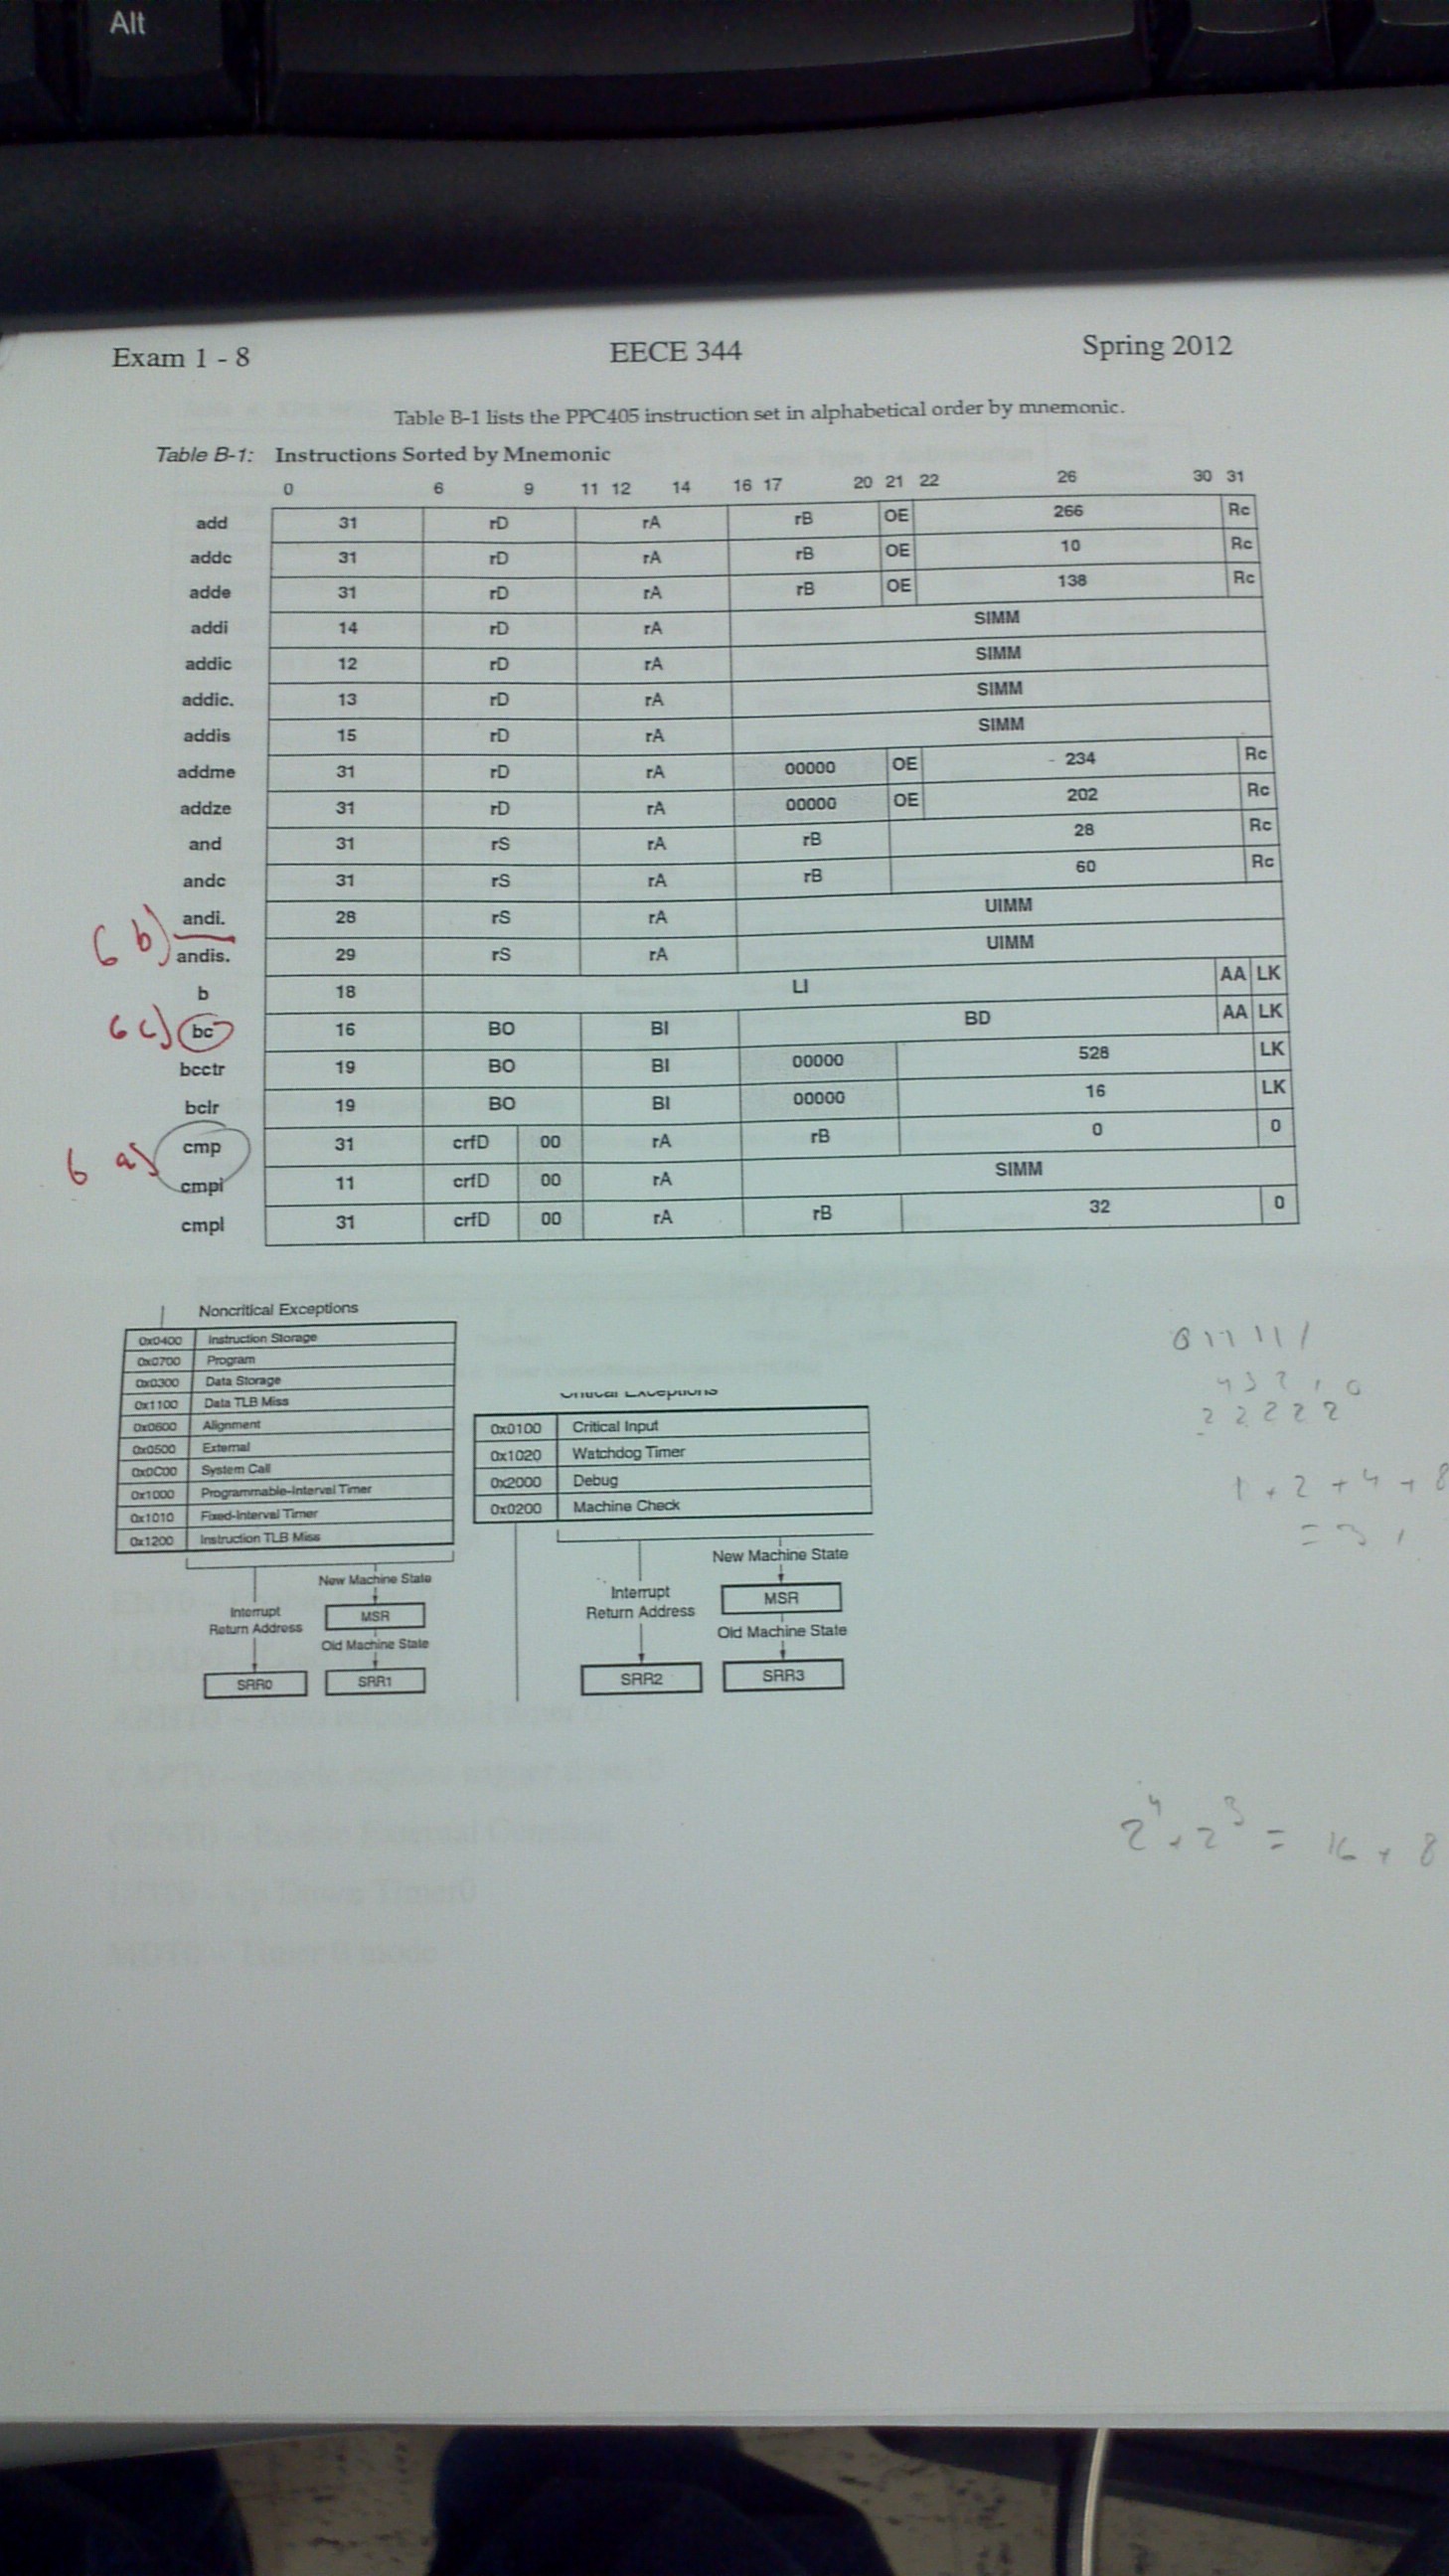 Alt
Exam 1 - 8 EECE 344 Spring 2012
Table B-1 lists the PPC405 instruction set in alphabetical order by mnemonic.
Table B-1: Instructions Sorted by Mnemonic
0 6 9 11 12 14 16 17 20 21 22 26 30 31
add 31 rD rA rB OE 266 Rc
addc 31 rD rA rB OE 10 Rc
adde 31 rD rA rB OE 138 Rc
addi 14 rD rA SIMM
addic 12 rD rA SIMM
addic. 13 rD rA SIMM
addis 15 rD rA SIMM
addme 31 rD rA 00000 OE 234 Rc
addze 31 rD rA 00000 OE 202 Rc
and 31 rS rA rB 28 Rc
andc 31 rS rA rB 60 Rc
andi. 28 rS rA UIMM
6 b)
andis. 29 rS rA UIMM
b 18 LI AA LK
6 c) bc 16 BO BI BD AA LK
bcctr 19 BO BI 00000 528 LK
bclr 19 BO BI 00000 16 LK
6 a) cmp 31 crfD 00 rA rB 0 0
cmpi 11 crfD 00 rA SIMM
cmpl 31 crfD 00 rA rB 32 0
Noncritical Exceptions
0x0400 Instruction Storage
0x0700 Program
0x0300 Data Storage
0x1100 Data TLB Miss
0x0600 Alignment
0x0500 External
0x0C00 System Call
0x1000 Programmable-Interval Timer
0x1010 Fixed-Interval Timer
0x1200 Instruction TLB Miss
New Machine State
Interrupt
Return Address
MSR
Old Machine State
SRR0 SRR1
Critical Exceptions
0x0100 Critical Input
0x1020 Watchdog Timer
0x2000 Debug
0x0200 Machine Check
New Machine State
Interrupt
Return Address
MSR
Old Machine State
SRR2 SRR3
011111
4 3 2 1 0
2 2 2 2 2
1 + 2 + 4 + 8
= 31
2^4 + 2^3 = 16 + 8
MDT0 - Timer 0 mode